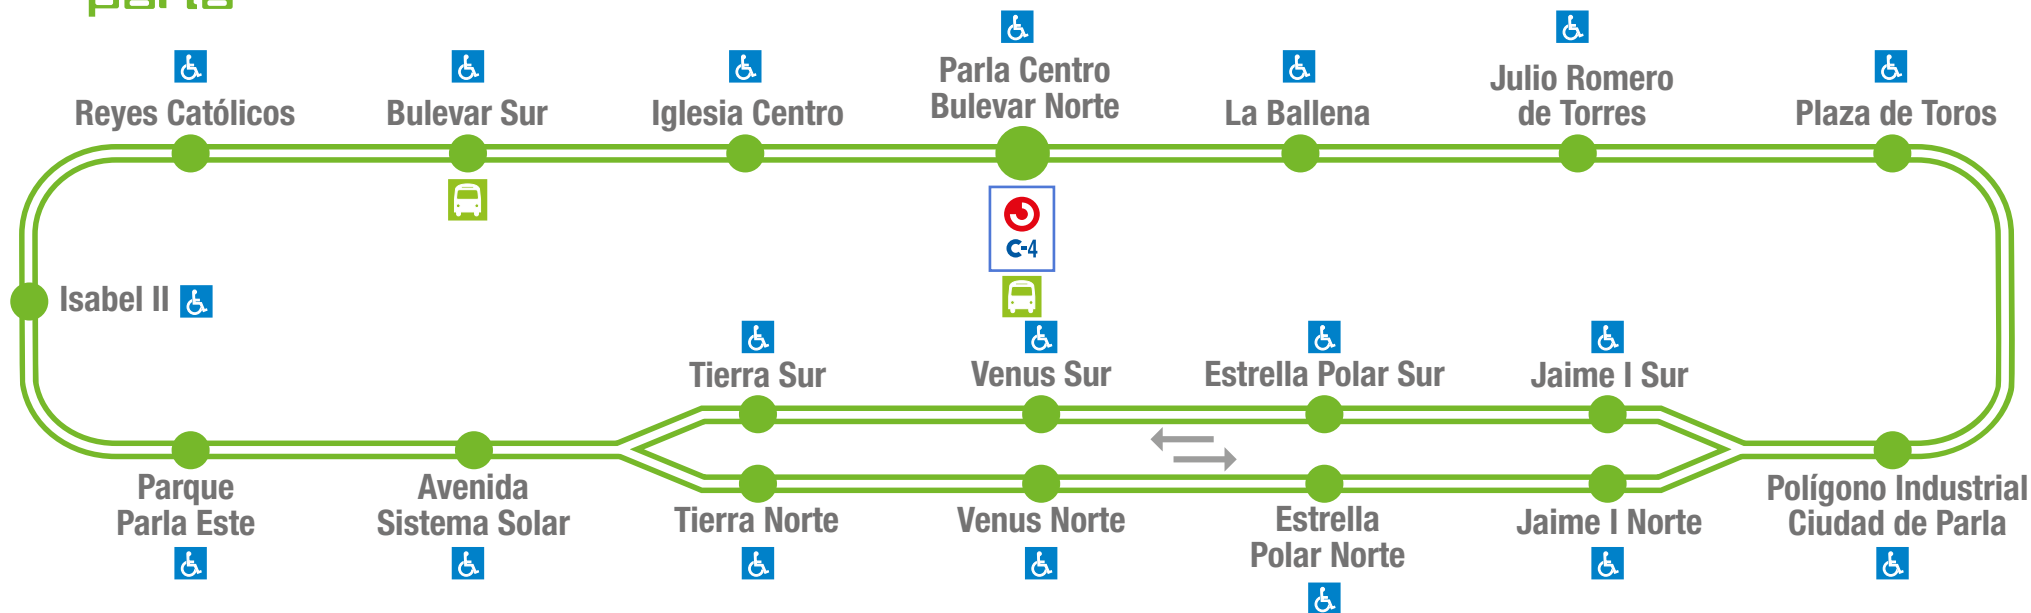 parla
Reyes Católicos
Bulevar Sur
Iglesia Centro
Parla Centro
Bulevar Norte
La Ballena
Julio Romero
de Torres
Plaza de Toros
C-4
Isabel II
Tierra Sur
Venus Sur
Estrella Polar Sur
Jaime I Sur
Parque
Parla Este
Avenida
Sistema Solar
Tierra Norte
Venus Norte
Estrella
Polar Norte
Jaime I Norte
Polígono Industrial
Ciudad de Parla